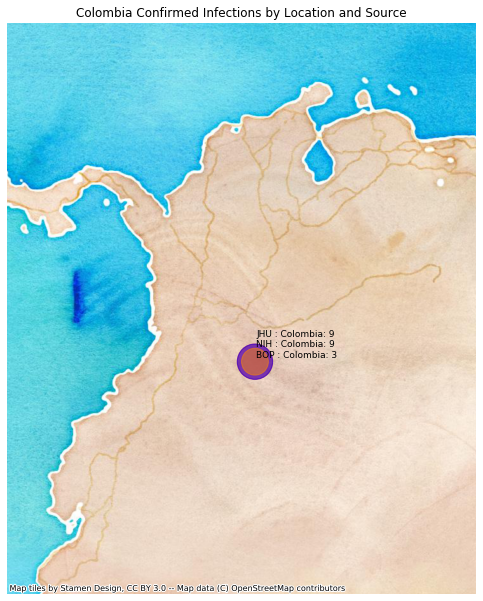 Colombia Confirmed Infections by Location and Source
JHU : Colombia: 9
NIH : Colombia: 9
BOP : Colombia: 3
Map tiles by Stamen Design, CC BY 3.0 -- Map data (C) OpenStreetMap contributors